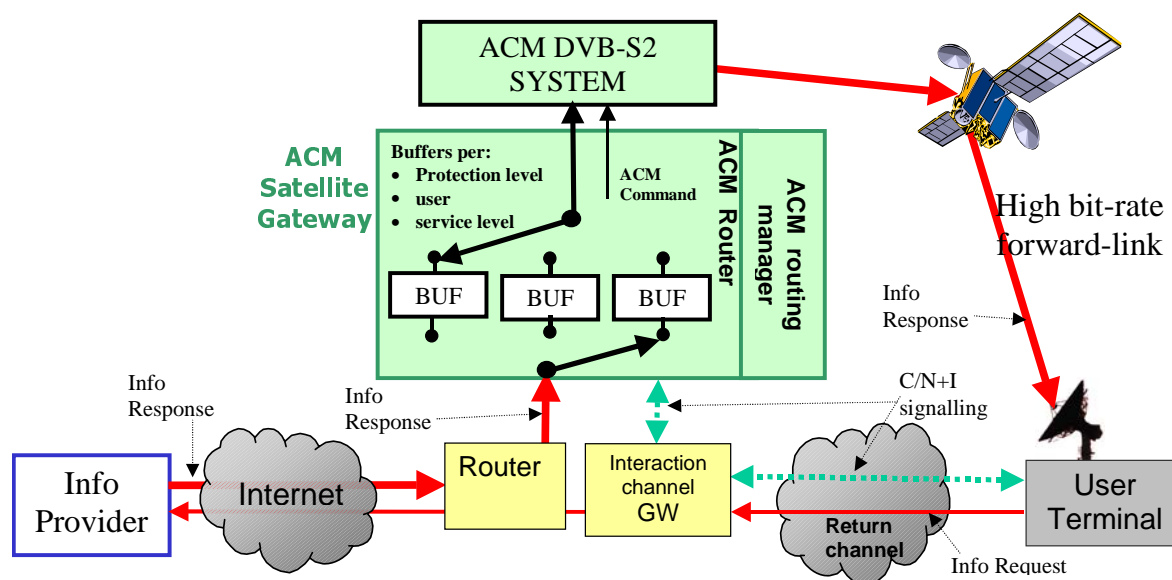 ACM DVB-S2
SYSTEM
ACM
Satellite
Gateway
Buffers per:
• Protection level
• user
• service level
ACM
Command
ACM Router
ACM routing
manager
BUF
BUF
BUF
High bit-rate
forward-link
Info
Response
Info
Response
Info
Response
C/N+I
signalling
Info
Provider
Internet
Router
Interaction
channel
GW
Return
channel
User
Terminal
Info Request